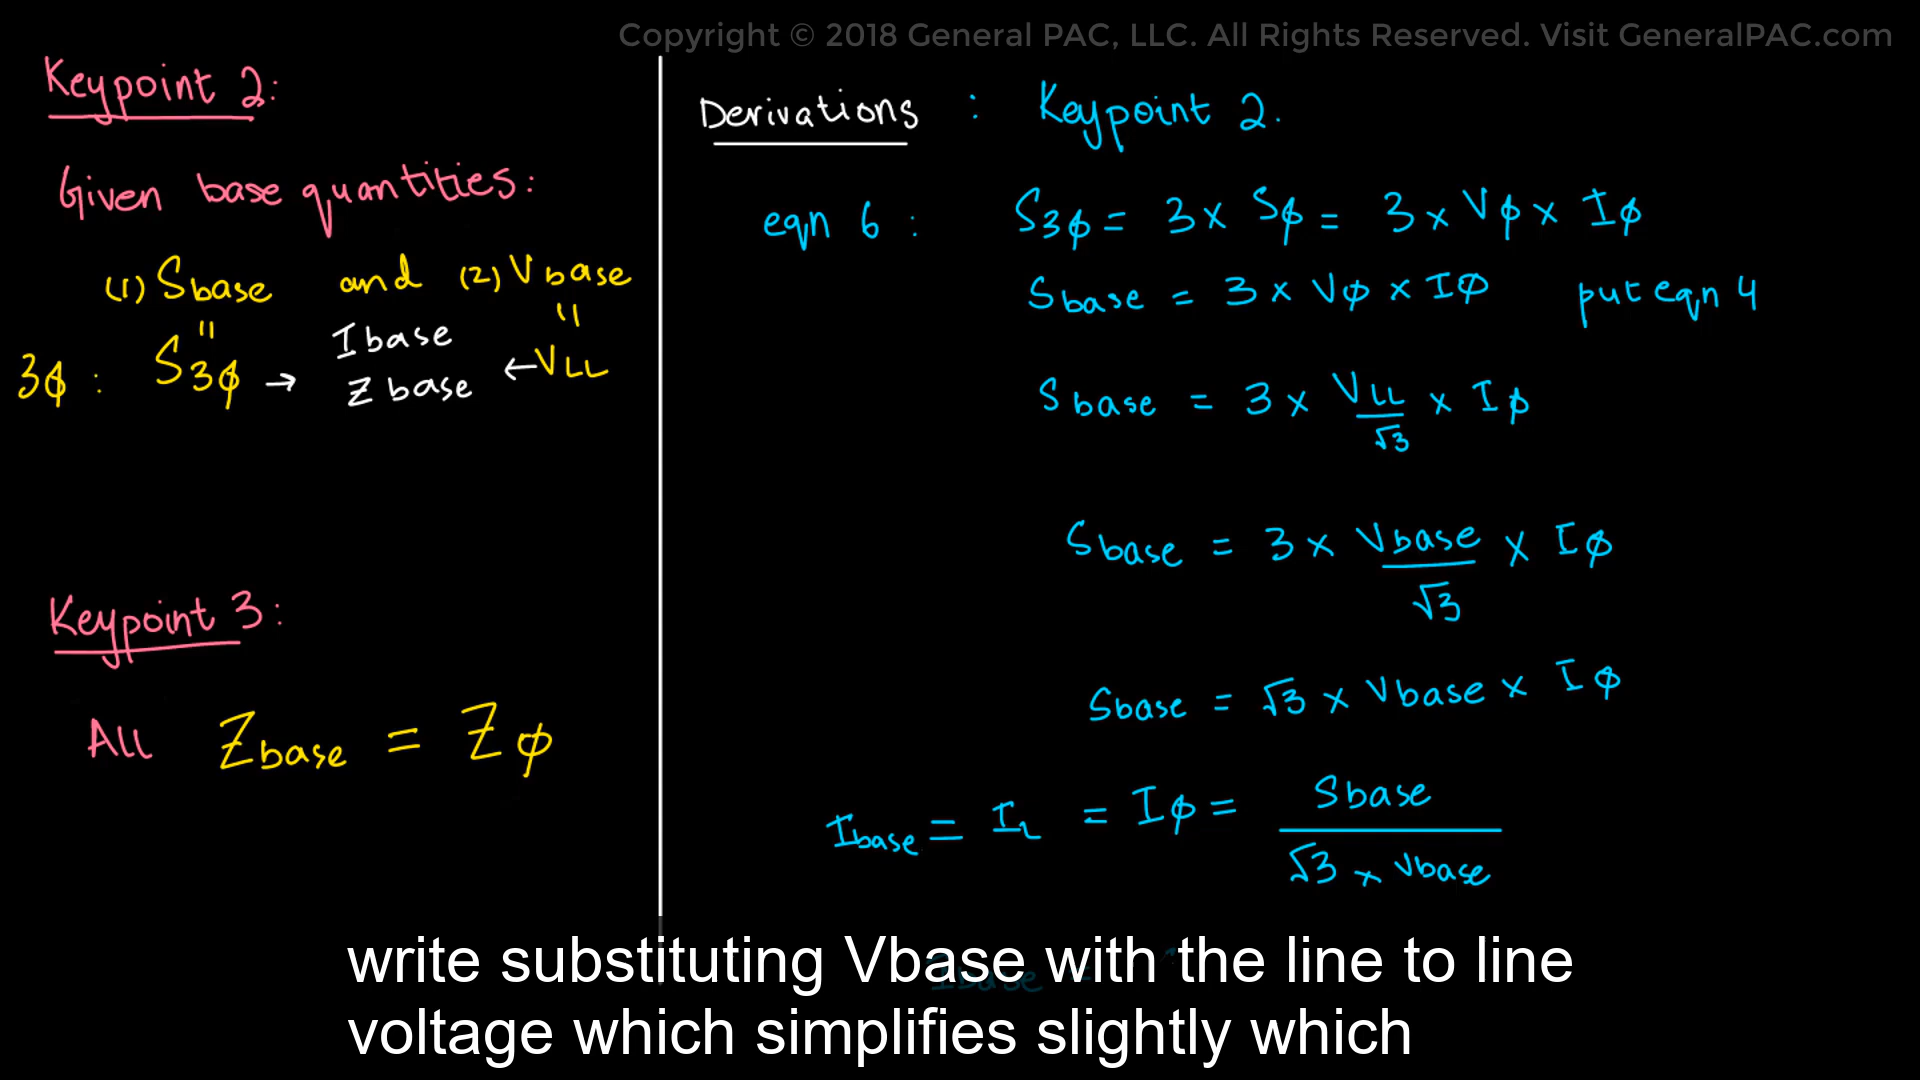 Copyright © 2018 General PAC, LLC. All Rights Reserved. Visit GeneralPAC.com
Keypoint 2:
Given base quantities:
(1) Sbase and (2) Vbase
= Ibase =
3ϕ: S3ϕ → Zbase ← VLL
Keypoint 3:
All Zbase = Zϕ
Derivations : Keypoint 2.
eqn 6 : S3ϕ = 3 × Sϕ = 3 × Vϕ × Iϕ
Sbase = 3 × Vϕ × Iϕ put eqn 4
Sbase = 3 × VLL/√3 × Iϕ
Sbase = 3 × Vbase/√3 × Iϕ
Sbase = √3 × Vbase × Iϕ
Ibase = IL = Iϕ = Sbase/√3 × Vbase
Ibase =
write substituting Vbase with the line to line
voltage which simplifies slightly which